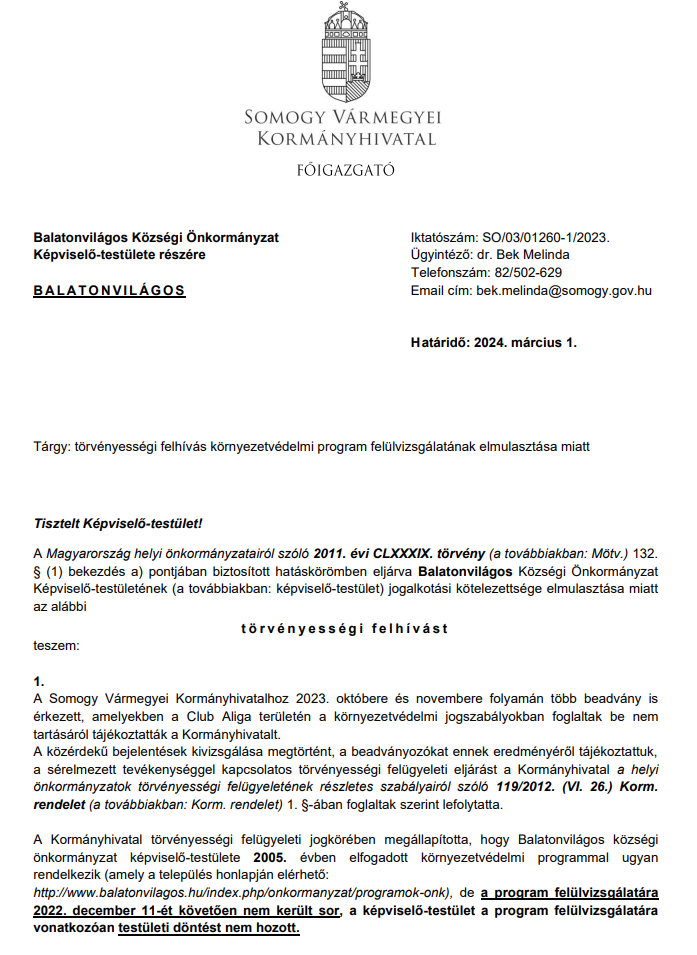 SOMOGY VÁRMEGYEI
KORMÁNYHIVATAL
FŐIGAZGATÓ
Balatonvilágos Községi Önkormányzat
Képviselő-testülete részére
BALATONVILÁGOS
Iktatószám: SO/03/01260-1/2023.
Ügyintéző: dr. Bek Melinda
Telefonszám: 82/502-629
Email cím: bek.melinda@somogy.gov.hu
Határidő: 2024. március 1.
Tárgy: törvényességi felhívás környezetvédelmi program felülvizsgálatának elmulasztása miatt
Tisztelt Képviselő-testület!
A Magyarország helyi önkormányzatairól szóló 2011. évi CLXXXIX. törvény (a továbbiakban: Mötv.) 132.
§ (1) bekezdés a) pontjában biztosított hatáskörömben eljárva Balatonvilágos Községi Önkormányzat
Képviselő-testületének (a továbbiakban: képviselő-testület) jogalkotási kötelezettsége elmulasztása miatt
az alábbi
törvényességi felhívást
teszem:
1.
A Somogy Vármegyei Kormányhivatalhoz 2023. októbere és novembere folyamán több beadvány is
érkezett, amelyekben a Club Aliga területén a környezetvédelmi jogszabályokban foglaltak be nem
tartásáról tájékoztatták a Kormányhivatalt.
A közérdekű bejelentések kivizsgálása megtörtént, a beadványozókat ennek eredményéről tájékoztattuk,
a sérelmezett tevékenységgel kapcsolatos törvényességi felügyeleti eljárást a Kormányhivatal a helyi
önkormányzatok törvényességi felügyeletének részletes szabályairól szóló 119/2012. (VI. 26.) Korm.
rendelet (a továbbiakban: Korm. rendelet) 1. §-ában foglaltak szerint lefolytatta.
A Kormányhivatal törvényességi felügyeleti jogkörében megállapította, hogy Balatonvilágos községi
önkormányzat képviselő-testülete 2005. évben elfogadott környezetvédelmi programmal ugyan
rendelkezik (amely a település honlapján elérhető:
http://www.balatonvilagos.hu/index.php/onkormanyzat/programok-onk), de a program felülvizsgálatára
2022. december 11-ét követően nem került sor, a képviselő-testület a program felülvizsgálatára
vonatkozóan testületi döntést nem hozott.